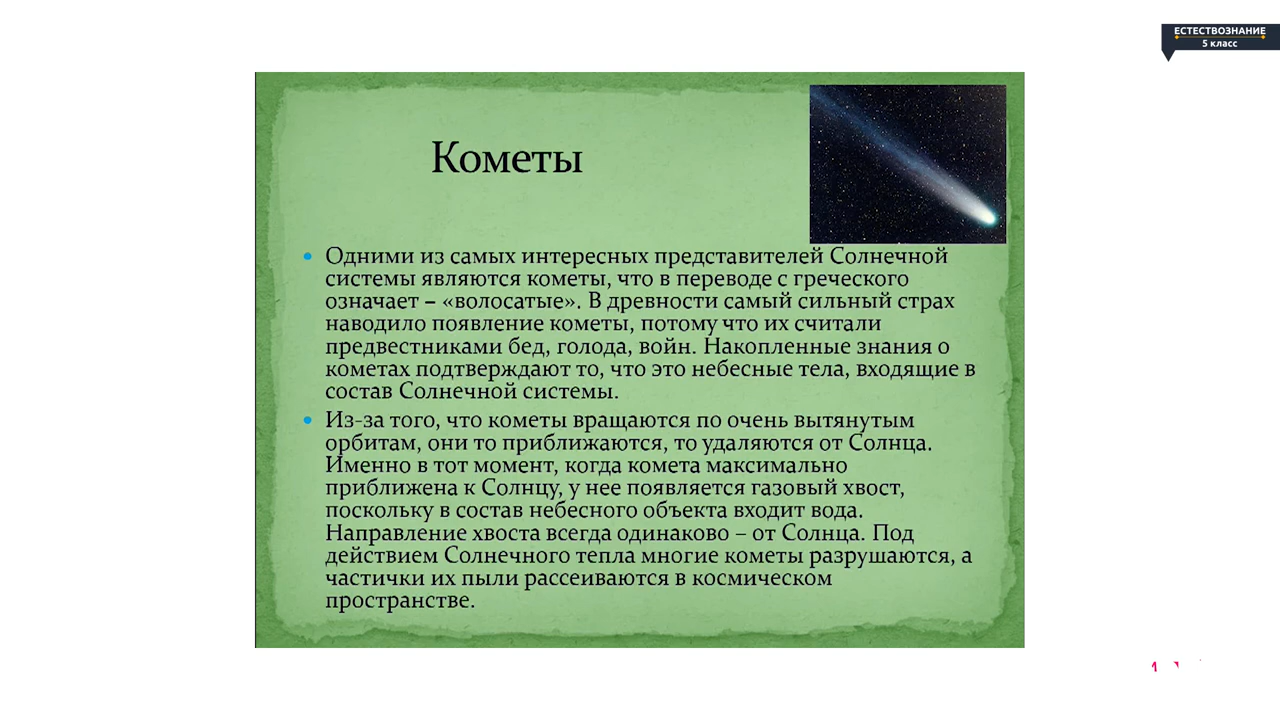 ЕСТЕСТВОЗНАНИЕ
5 класс
Кометы
• Одними из самых интересных представителей Солнечной
системы являются кометы, что в переводе с греческого
означает – «волосатые». В древности самый сильный страх
наводило появление кометы, потому что их считали
предвестниками бед, голода, войн. Накопленные знания о
кометах подтверждают то, что это небесные тела, входящие в
состав Солнечной системы.
• Из-за того, что кометы вращаются по очень вытянутым
орбитам, они то приближаются, то удаляются от Солнца.
Именно в тот момент, когда комета максимально
приближена к Солнцу, у нее появляется газовый хвост,
поскольку в состав небесного объекта входит вода.
Направление хвоста всегда одинаково – от Солнца. Под
действием Солнечного тепла многие кометы разрушаются, а
частички их пыли рассеиваются в космическом
пространстве.